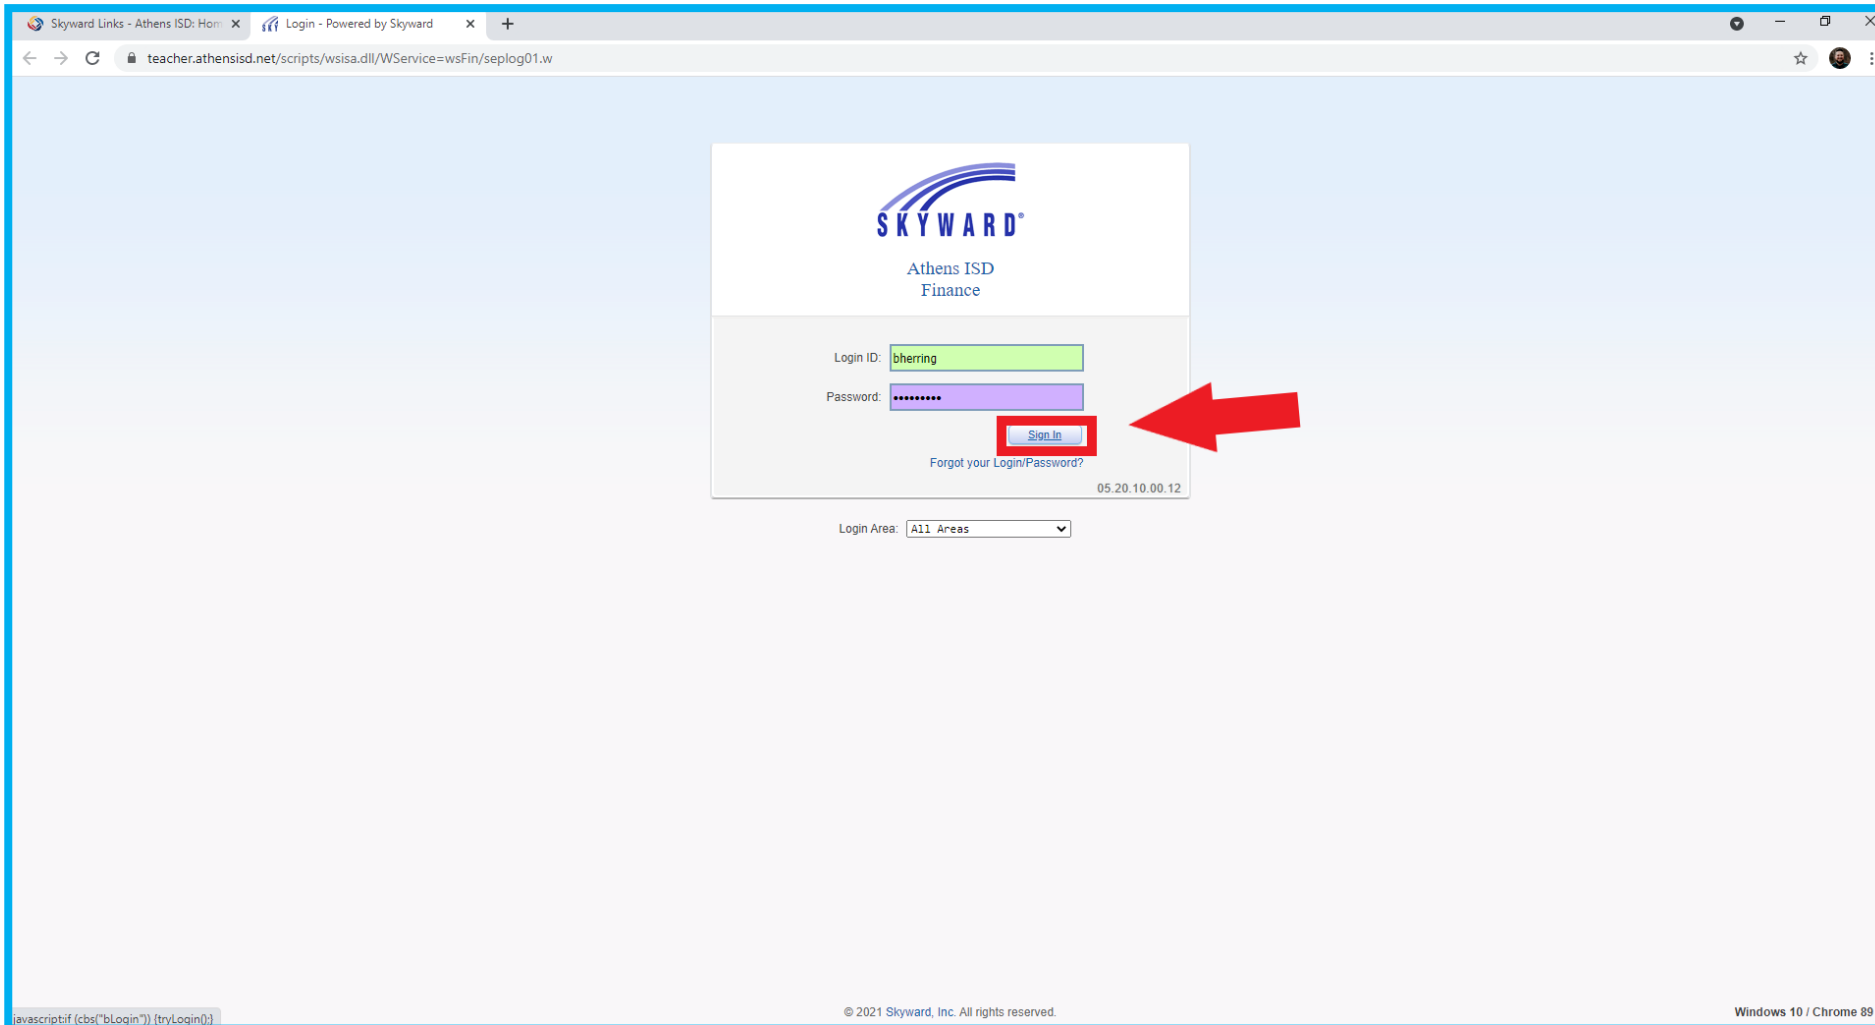 Skyward Links - Athens ISD: Hom
Login - Powered by Skyward
teacher.athensisd.net/scripts/wsisa.dll/WService=wsFin/seplog01.w
SKYWARD®
Athens ISD
Finance
Login ID: bherring
Password: •••••••••
Sign In
Forgot your Login/Password?
05.20.10.00.12
Login Area: All Areas
© 2021 Skyward, Inc. All rights reserved.
Windows 10 / Chrome 89
javascript:if (cbs("bLogin")) {tryLogin();}